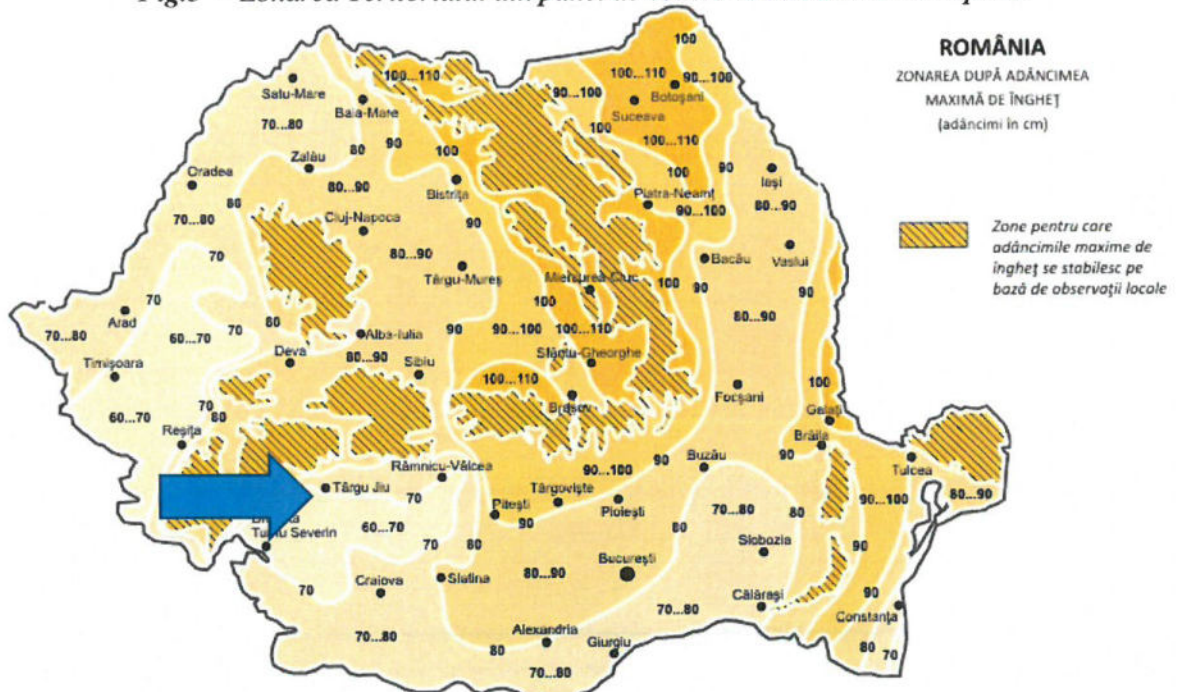 ROMÂNIA
ZONAREA DUPĂ ADÂNCIMEA
MAXIMĂ DE ÎNGHEȚ
(adâncimi în cm)
Zone pentru care
adâncimile maxime de
îngheț se stabilesc pe
bază de observații locale
100
100...110
100...110
90...100
Satu-Mare
Baia-Mare
90...100
Botoșani
Suceava
70...80
100
100...110
80
90
100
Zalău
90
Oradea
80...90
Bistrița
100
Iași
80
Piatra-Neamț
80...90
70...80
Cluj-Napoca
90
90...100
70
80...90
Bacău
Vaslui
Târgu-Mureș
Miercurea-Ciuc
100
90
90
70
100
Arad
80
70
90
90...100
100...110
80...90
70...80
60...70
Alba-Iulia
Deva
80...90
Sibiu
Sfântu-Gheorghe
Timișoara
100...110
100
70
Brașov
Focșani
60...70
80
Galați
Reșița
Brăila
90
Râmnicu-Vâlcea
90...100
90
Buzău
Tulcea
Târgu Jiu
70
Târgoviște
90...100
80...90
Pitești
Ploiești
70...80
80
60...70
90
80
Severin
70
80
Slobozia
90
București
70
Craiova
Slatina
80...90
Călărași
90
70...80
Constanța
70...80
Alexandria
Giurgiu
80
80
70
70...80